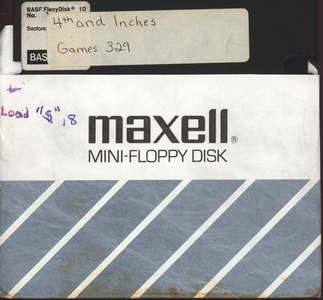 BASF FlexyDisk® 1D
No.
Sectors
BAS
4th and Inches
Games 329
Load "$",8
maxell®
MINI-FLOPPY DISK